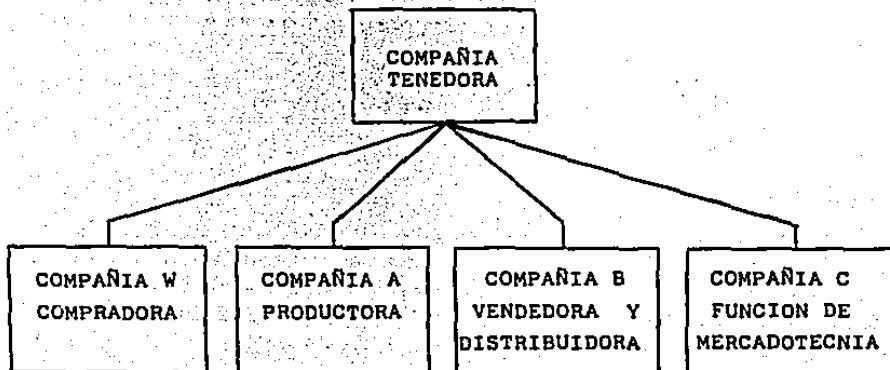 COMPAÑIA
TENEDORA
COMPAÑIA W
COMPRADORA
COMPAÑIA A
PRODUCTORA
COMPAÑIA B
VENDEDORA Y
DISTRIBUIDORA
COMPAÑIA C
FUNCION DE
MERCADOTECNIA